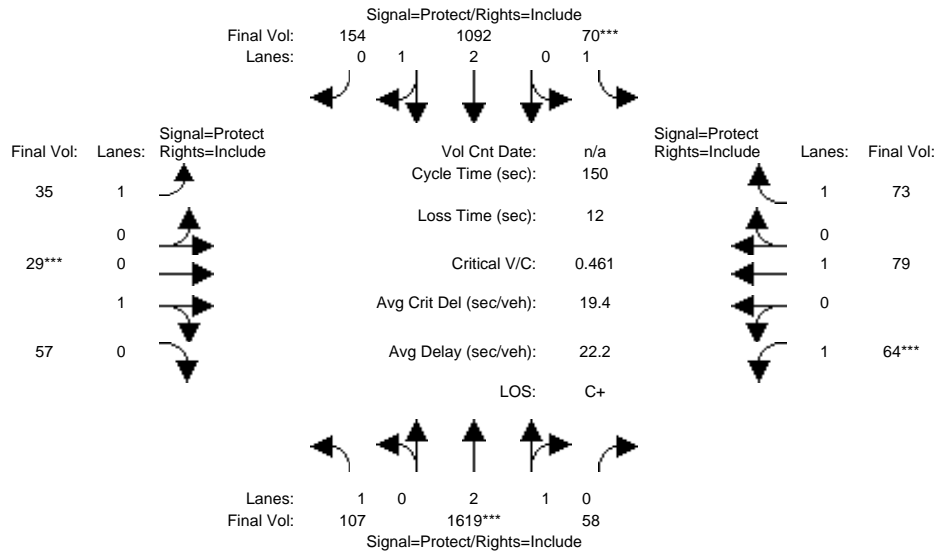 Signal=Protect/Rights=Include
Final Vol: 154 1092 70***
Lanes: 0 1 2 0 1
Signal=Protect Signal=Protect
Final Vol: Lanes: Rights=Include Vol Cnt Date: n/a Rights=Include Lanes: Final Vol:
Cycle Time (sec): 150
35 1 1 73
Loss Time (sec): 12
0 0
29*** 0 Critical V/C: 0.461 1 79
1 Avg Crit Del (sec/veh): 19.4 0
57 0 Avg Delay (sec/veh): 22.2 1 64***
LOS: C+
Lanes: 1 0 2 1 0
Final Vol: 107 1619*** 58
Signal=Protect/Rights=Include